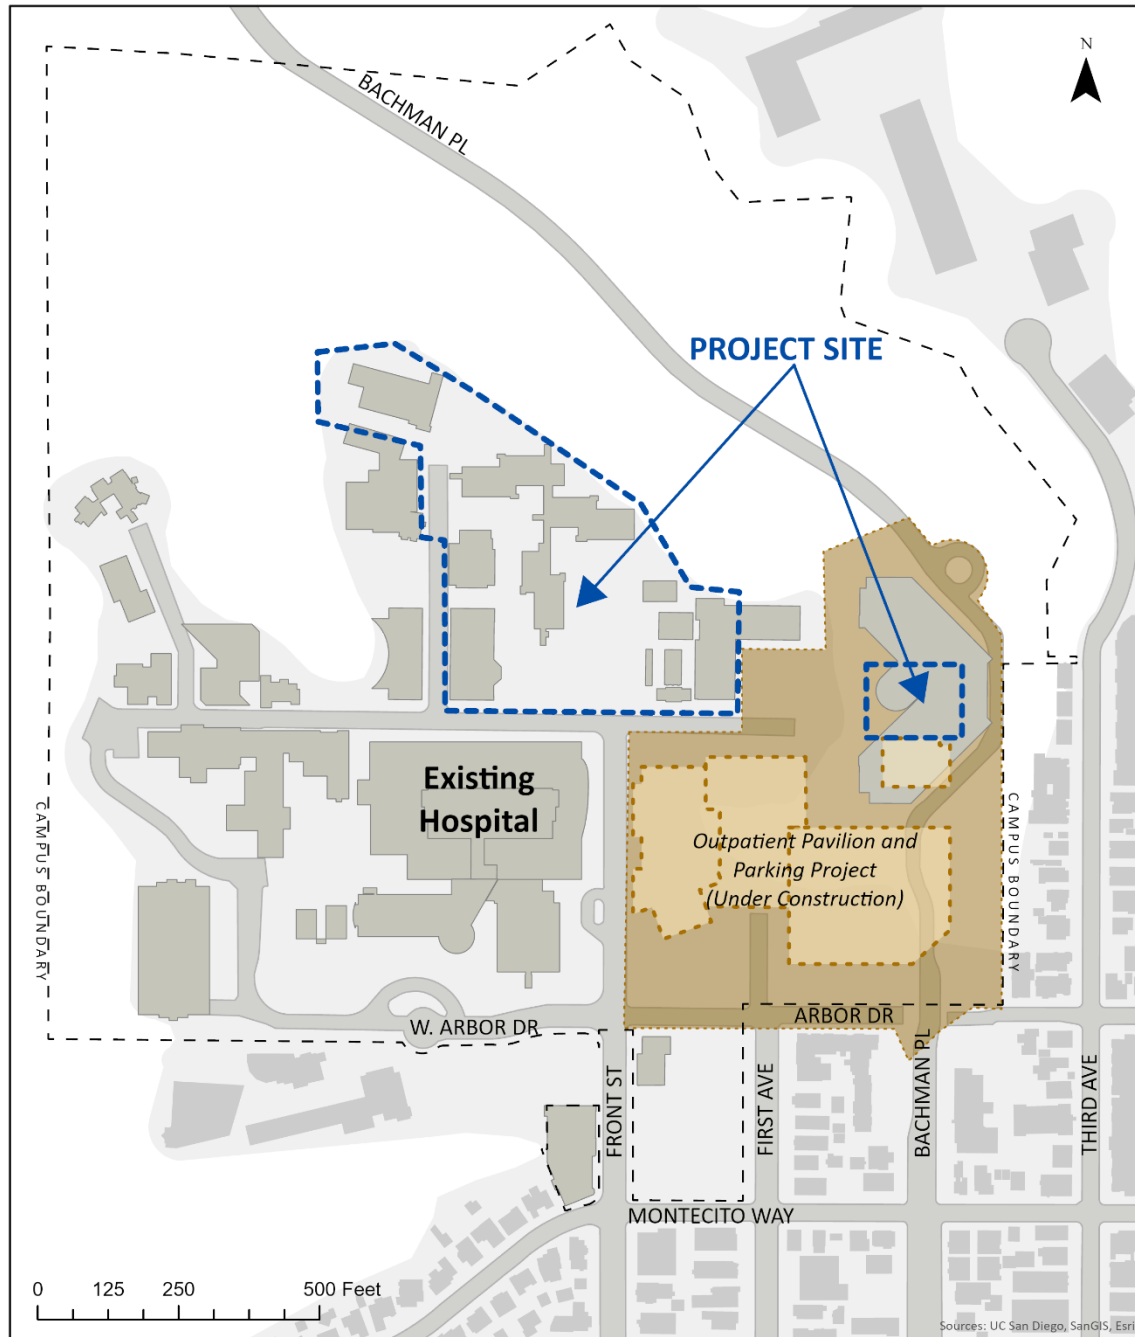 N
BACHMAN PL
PROJECT SITE
Existing
Hospital
Outpatient Pavilion and
Parking Project
(Under Construction)
CAMPUS BOUNDARY
CAMPUS BOUNDARY
W. ARBOR DR
ARBOR DR
FRONT ST
FIRST AVE
BACHMAN PL
THIRD AVE
MONTECITO WAY
0 125 250 500 Feet
Sources: UC San Diego, SanGIS, Esri